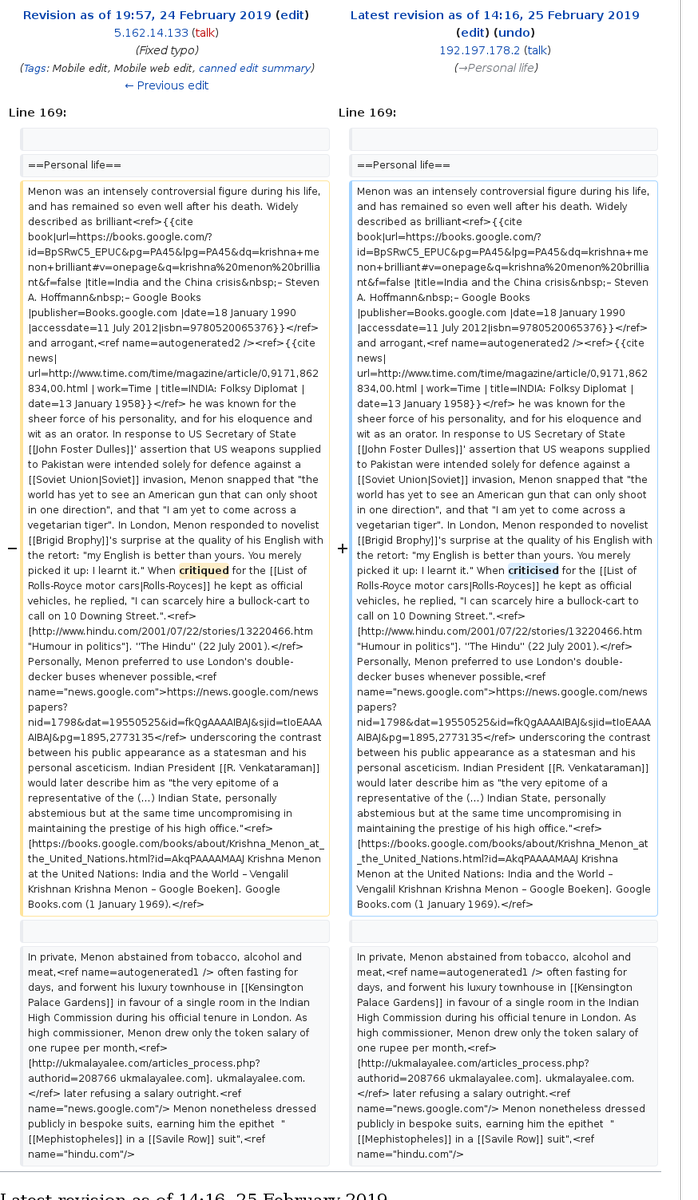 Revision as of 19:57, 24 February 2019 (edit)
5.162.14.133 (talk)
(Fixed typo)
(Tags: Mobile edit, Mobile web edit, canned edit summary)
← Previous edit
Latest revision as of 14:16, 25 February 2019
(edit) (undo)
192.197.178.2 (talk)
(→Personal life)
Line 169:
Line 169:
==Personal life==
==Personal life==
−
Menon was an intensely controversial figure during his life,
and has remained so even well after his death. Widely
described as brilliant<ref>{{cite
book|url=https://books.google.com/?
id=BpSRwC5_EPUC&pg=PA45&lpg=PA45&dq=krishna+me
non+brilliant#v=onepage&q=krishna%20menon%20brillia
nt&f=false |title=India and the China crisis&nbsp;– Steven
A. Hoffmann&nbsp;– Google Books
|publisher=Books.google.com |date=18 January 1990
|accessdate=11 July 2012|isbn=9780520065376}}</ref>
and arrogant,<ref name=autogenerated2 /><ref>{{cite
news|
url=http://www.time.com/time/magazine/article/0,9171,862
834,00.html | work=Time | title=INDIA: Folksy Diplomat |
date=13 January 1958}}</ref> he was known for the
sheer force of his personality, and for his eloquence and
wit as an orator. In response to US Secretary of State
[[John Foster Dulles]]' assertion that US weapons supplied
to Pakistan were intended solely for defence against a
[[Soviet Union|Soviet]] invasion, Menon snapped that "the
world has yet to see an American gun that can only shoot
in one direction", and that "I am yet to come across a
vegetarian tiger". In London, Menon responded to novelist
[[Brigid Brophy]]'s surprise at the quality of his English with
the retort: "my English is better than yours. You merely
picked it up: I learnt it." When critiqued for the [[List of
Rolls-Royce motor cars|Rolls-Royces]] he kept as official
vehicles, he replied, "I can scarcely hire a bullock-cart to
call on 10 Downing Street.".<ref>
[http://www.hindu.com/2001/07/22/stories/13220466.htm
"Humour in politics"]. ''The Hindu'' (22 July 2001).</ref>
Personally, Menon preferred to use London's double-
decker buses whenever possible,<ref
name="news.google.com">https://news.google.com/news
papers?
nid=1798&dat=19550525&id=fkQgAAAAIBAJ&sjid=tIoEAAA
AIBAJ&pg=1895,2773135</ref> underscoring the contrast
between his public appearance as a statesman and his
personal asceticism. Indian President [[R. Venkataraman]]
would later describe him as "the very epitome of a
representative of the (...) Indian State, personally
abstemious but at the same time uncompromising in
maintaining the prestige of his high office."<ref>
[https://books.google.com/books/about/Krishna_Menon_at_
the_United_Nations.html?id=AkqPAAAAMAAJ Krishna Menon
at the United Nations: India and the World – Vengalil
Krishnan Krishna Menon – Google Boeken]. Google
Books.com (1 January 1969).</ref>
+
Menon was an intensely controversial figure during his life,
and has remained so even well after his death. Widely
described as brilliant<ref>{{cite
book|url=https://books.google.com/?
id=BpSRwC5_EPUC&pg=PA45&lpg=PA45&dq=krishna+me
non+brilliant#v=onepage&q=krishna%20menon%20brillia
nt&f=false |title=India and the China crisis&nbsp;– Steven
A. Hoffmann&nbsp;– Google Books
|publisher=Books.google.com |date=18 January 1990
|accessdate=11 July 2012|isbn=9780520065376}}</ref>
and arrogant,<ref name=autogenerated2 /><ref>{{cite
news|
url=http://www.time.com/time/magazine/article/0,9171,862
834,00.html | work=Time | title=INDIA: Folksy Diplomat |
date=13 January 1958}}</ref> he was known for the
sheer force of his personality, and for his eloquence and
wit as an orator. In response to US Secretary of State
[[John Foster Dulles]]' assertion that US weapons supplied
to Pakistan were intended solely for defence against a
[[Soviet Union|Soviet]] invasion, Menon snapped that "the
world has yet to see an American gun that can only shoot
in one direction", and that "I am yet to come across a
vegetarian tiger". In London, Menon responded to novelist
[[Brigid Brophy]]'s surprise at the quality of his English with
the retort: "my English is better than yours. You merely
picked it up: I learnt it." When criticised for the [[List of
Rolls-Royce motor cars|Rolls-Royces]] he kept as official
vehicles, he replied, "I can scarcely hire a bullock-cart to
call on 10 Downing Street.".<ref>
[http://www.hindu.com/2001/07/22/stories/13220466.htm
"Humour in politics"]. ''The Hindu'' (22 July 2001).</ref>
Personally, Menon preferred to use London's double-
decker buses whenever possible,<ref
name="news.google.com">https://news.google.com/news
papers?
nid=1798&dat=19550525&id=fkQgAAAAIBAJ&sjid=tIoEAAA
AIBAJ&pg=1895,2773135</ref> underscoring the contrast
between his public appearance as a statesman and his
personal asceticism. Indian President [[R. Venkataraman]]
would later describe him as "the very epitome of a
representative of the (...) Indian State, personally
abstemious but at the same time uncompromising in
maintaining the prestige of his high office."<ref>
[https://books.google.com/books/about/Krishna_Menon_at
_the_United_Nations.html?id=AkqPAAAAMAAJ Krishna
Menon at the United Nations: India and the World –
Vengalil Krishnan Krishna Menon – Google Boeken]. Google
Books.com (1 January 1969).</ref>
In private, Menon abstained from tobacco, alcohol and
meat,<ref name=autogenerated1 /> often fasting for
days, and forwent his luxury townhouse in [[Kensington
Palace Gardens]] in favour of a single room in the Indian
High Commission during his official tenure in London. As
high commissioner, Menon drew only the token salary of
one rupee per month,<ref>
[http://ukmalayalee.com/articles_process.php?
authorid=208766 ukmalayalee.com]. ukmalayalee.com.
</ref> later refusing a salary outright.<ref
name="news.google.com"/> Menon nonetheless dressed
publicly in bespoke suits, earning him the epithet "
[[Mephistopheles]] in a [[Savile Row]] suit",<ref
name="hindu.com"/>
In private, Menon abstained from tobacco, alcohol and
meat,<ref name=autogenerated1 /> often fasting for
days, and forwent his luxury townhouse in [[Kensington
Palace Gardens]] in favour of a single room in the Indian
High Commission during his official tenure in London. As
high commissioner, Menon drew only the token salary of
one rupee per month,<ref>
[http://ukmalayalee.com/articles_process.php?
authorid=208766 ukmalayalee.com]. ukmalayalee.com.
</ref> later refusing a salary outright.<ref
name="news.google.com"/> Menon nonetheless dressed
publicly in bespoke suits, earning him the epithet "
[[Mephistopheles]] in a [[Savile Row]] suit",<ref
name="hindu.com"/>
Latest revision as of 14:16, 25 February 2019